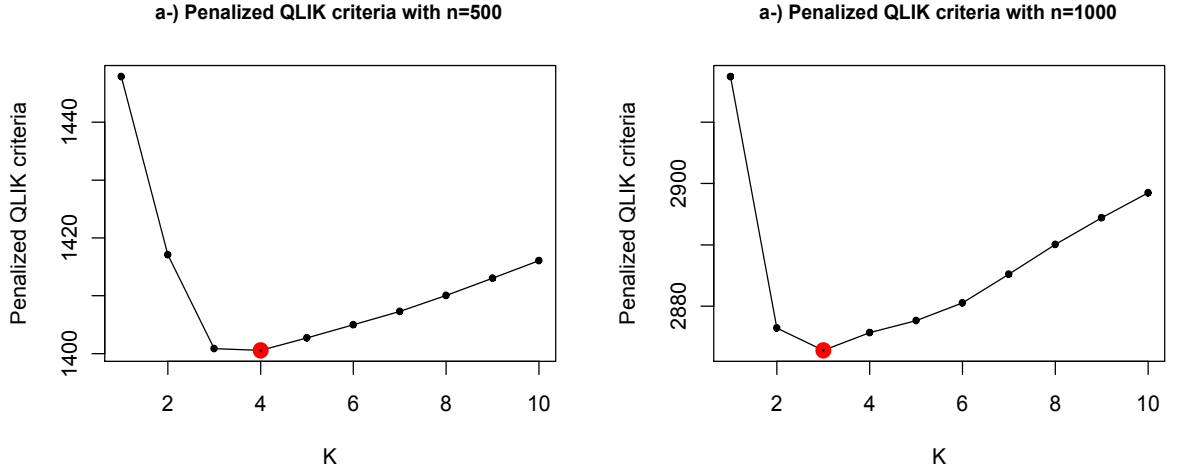 a-) Penalized QLIK criteria with n=500
Penalized QLIK criteria
1440
1420
1400
2 4 6 8 10
K
a-) Penalized QLIK criteria with n=1000
Penalized QLIK criteria
2900
2880
2 4 6 8 10
K